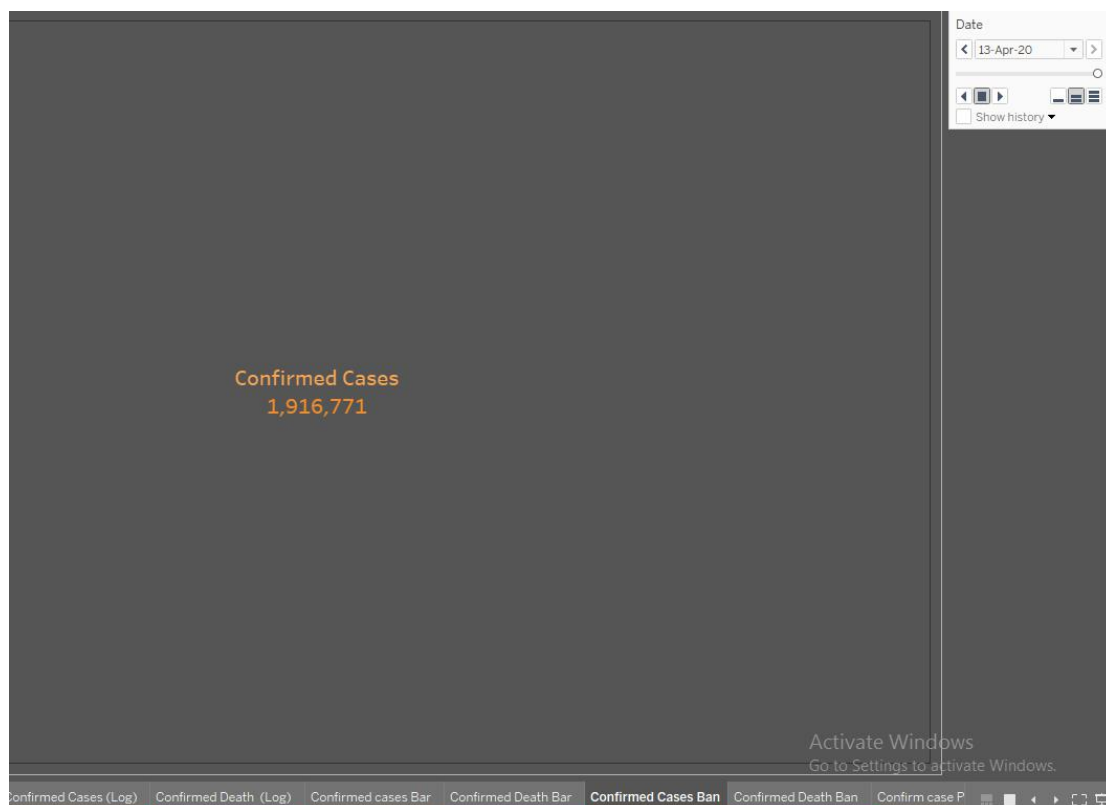 Date
13-Apr-20
Show history
Confirmed Cases
1,916,771
Activate Windows
Go to Settings to activate Windows.
Confirmed Cases (Log) Confirmed Death (Log) Confirmed cases Bar Confirmed Death Bar Confirmed Cases Ban Confirmed Death Ban Confirm case P